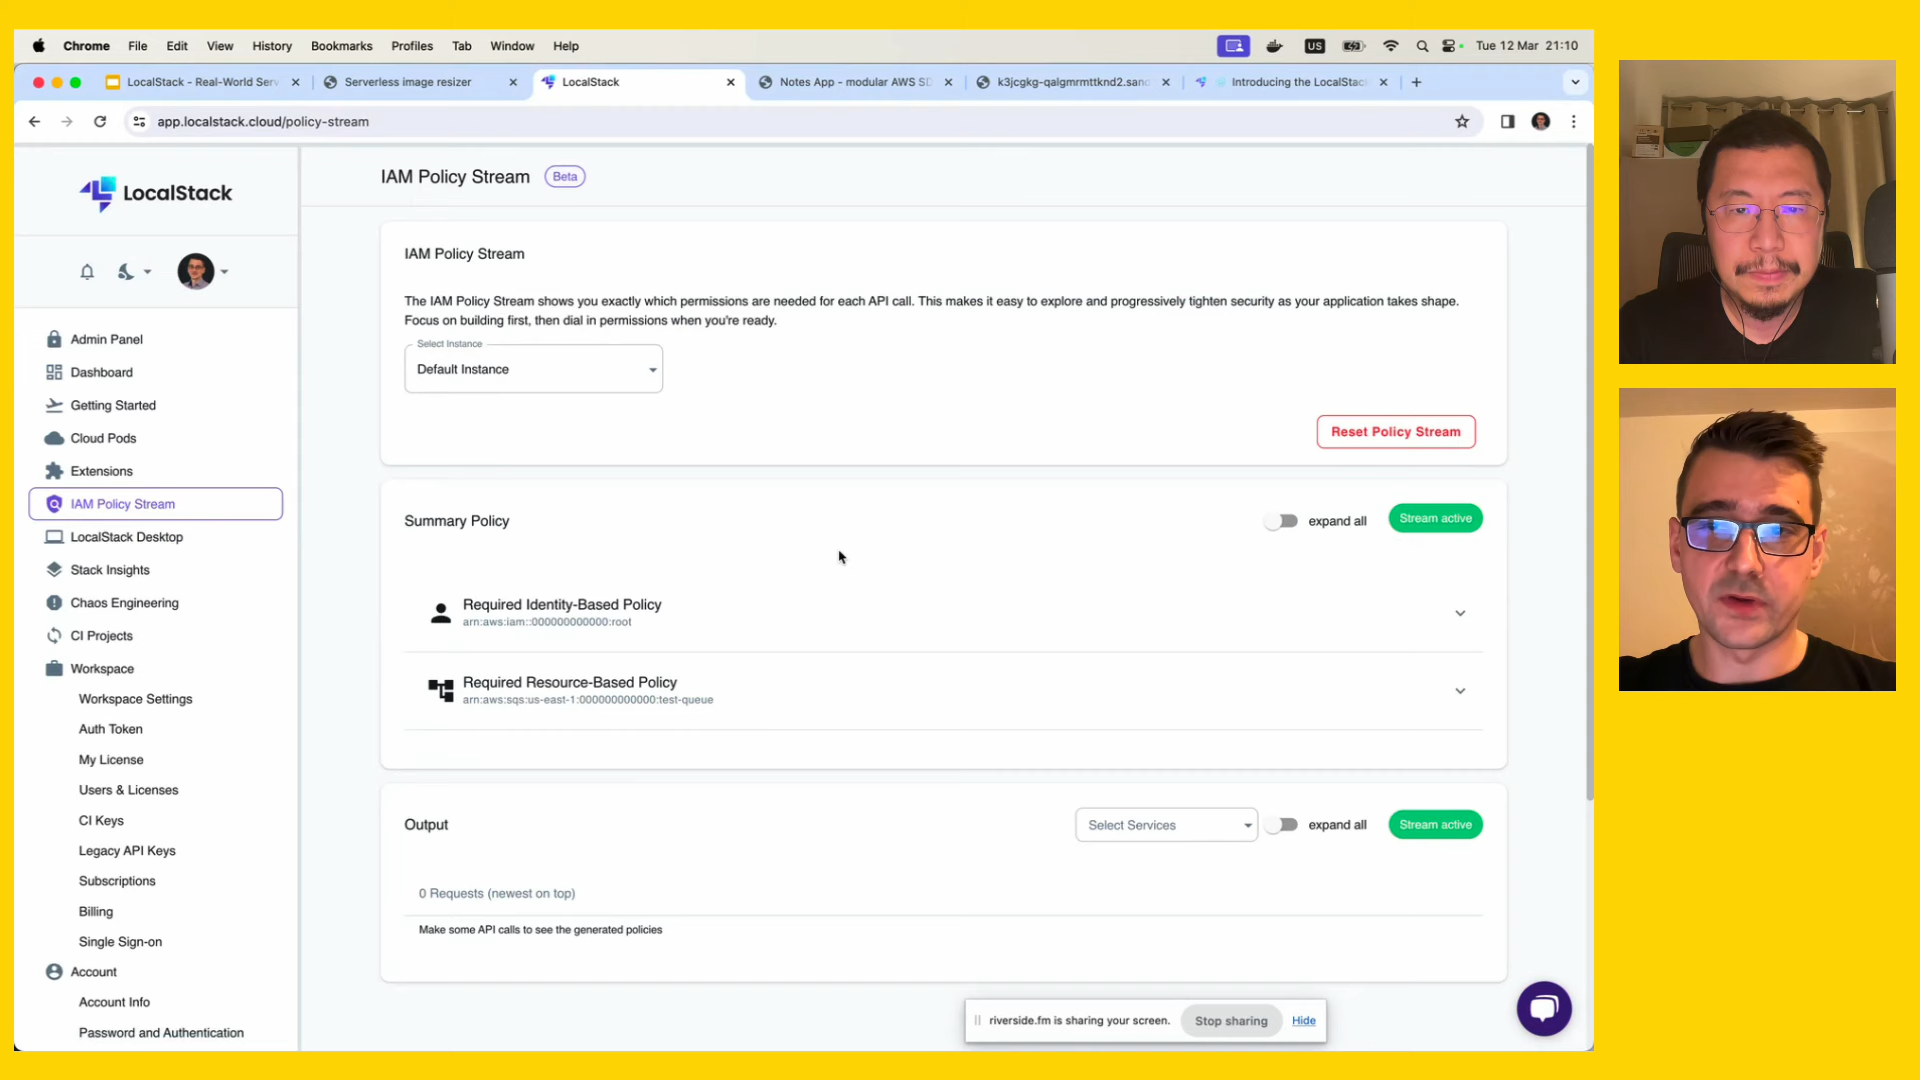 Chrome File Edit View History Bookmarks Profiles Tab Window Help US Tue 12 Mar 21:10
LocalStack - Real-World Serv Serverless image resizer LocalStack Notes App - modular AWS SD k3jcgkg-qalgmrmttknd2.sand Introducing the LocalStac
app.localstack.cloud/policy-stream
LocalStack
Admin Panel
Dashboard
Getting Started
Cloud Pods
Extensions
IAM Policy Stream
LocalStack Desktop
Stack Insights
Chaos Engineering
CI Projects
Workspace
Workspace Settings
Auth Token
My License
Users & Licenses
CI Keys
Legacy API Keys
Subscriptions
Billing
Single Sign-on
Account
Account Info
Password and Authentication
IAM Policy Stream Beta
IAM Policy Stream
The IAM Policy Stream shows you exactly which permissions are needed for each API call. This makes it easy to explore and progressively tighten security as your application takes shape.
Focus on building first, then dial in permissions when you're ready.
Select Instance
Default Instance
Reset Policy Stream
Summary Policy expand all Stream active
Required Identity-Based Policy
arn:aws:iam::000000000000:root
Required Resource-Based Policy
arn:aws:sqs:us-east-1:000000000000:test-queue
Output Select Services expand all Stream active
0 Requests (newest on top)
Make some API calls to see the generated policies
riverside.fm is sharing your screen. Stop sharing Hide